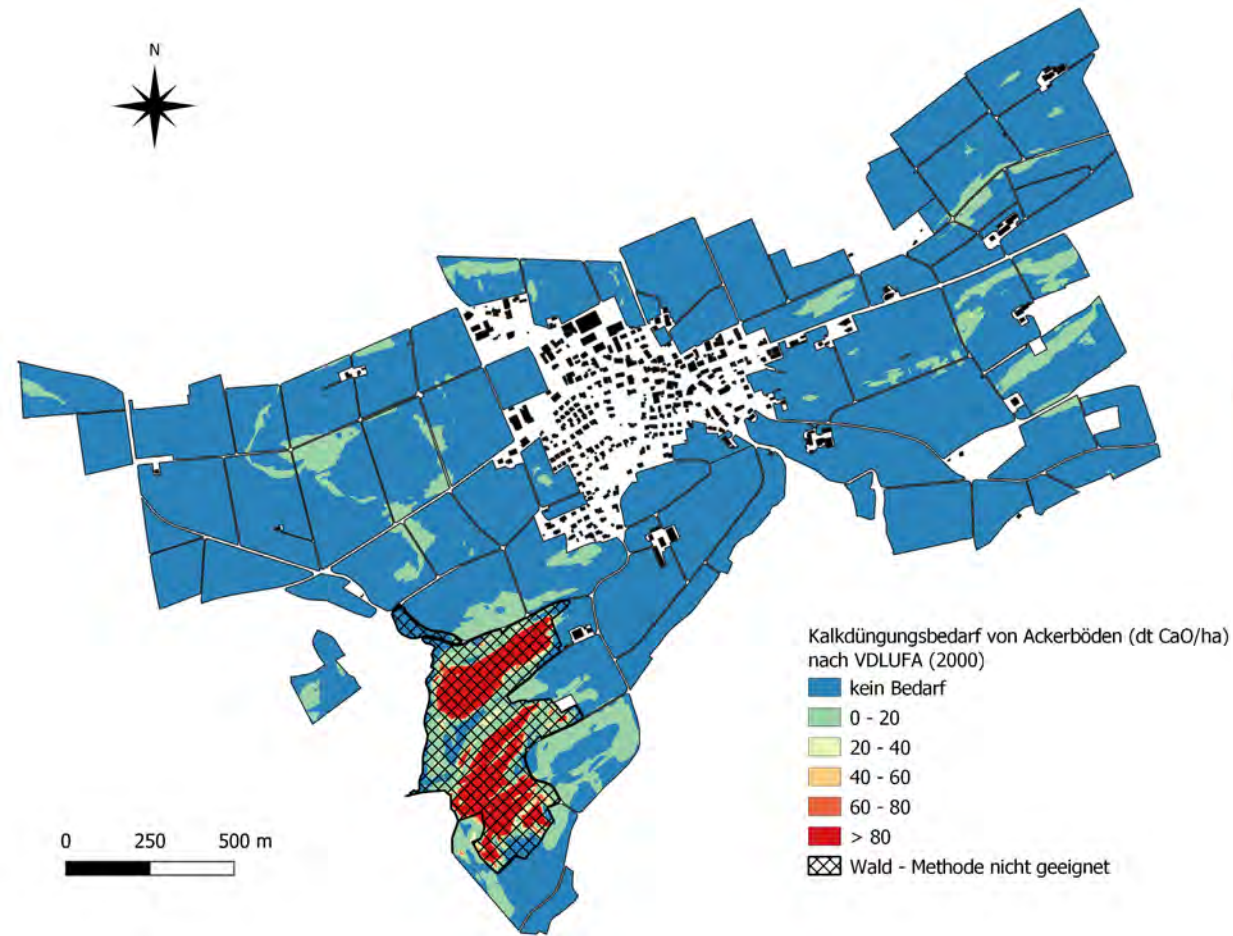 N
Kalkdüngungsbedarf von Ackerböden (dt CaO/ha)
nach VDLUFA (2000)
kein Bedarf
0 - 20
20 - 40
40 - 60
60 - 80
> 80
Wald - Methode nicht geeignet
0 250 500 m